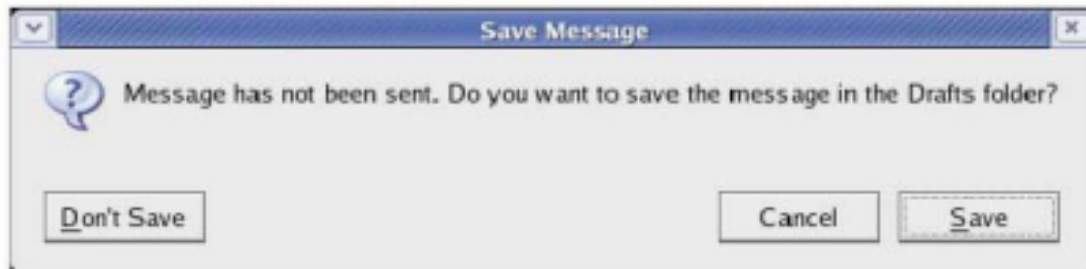 Save Message
Message has not been sent. Do you want to save the message in the Drafts folder?
Don't Save
Cancel
Save